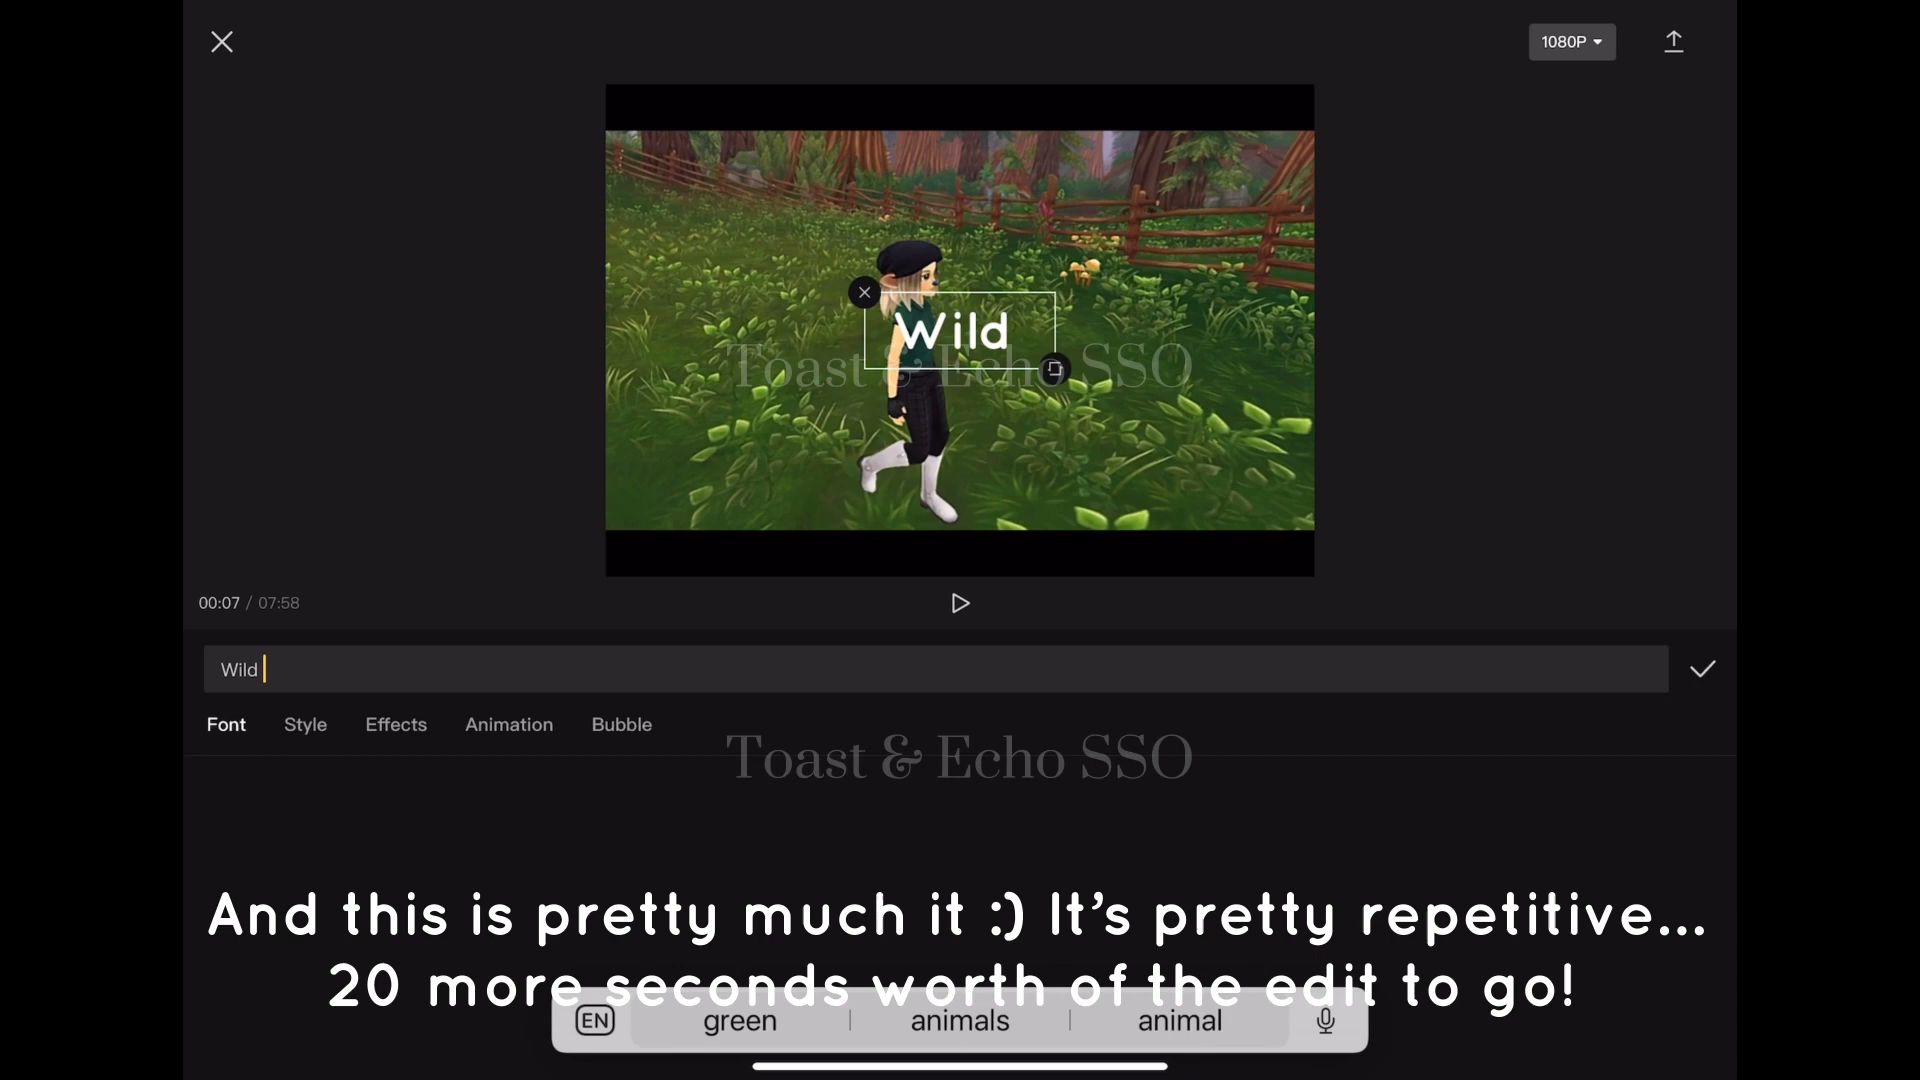 1080P
Wild
Toast & Echo SSO
00:07 / 07:58
Wild
Font Style Effects Animation Bubble
Toast & Echo SSO
And this is pretty much it :) It's pretty repetitive...
20 more seconds worth of the edit to go!
EN green animals animal